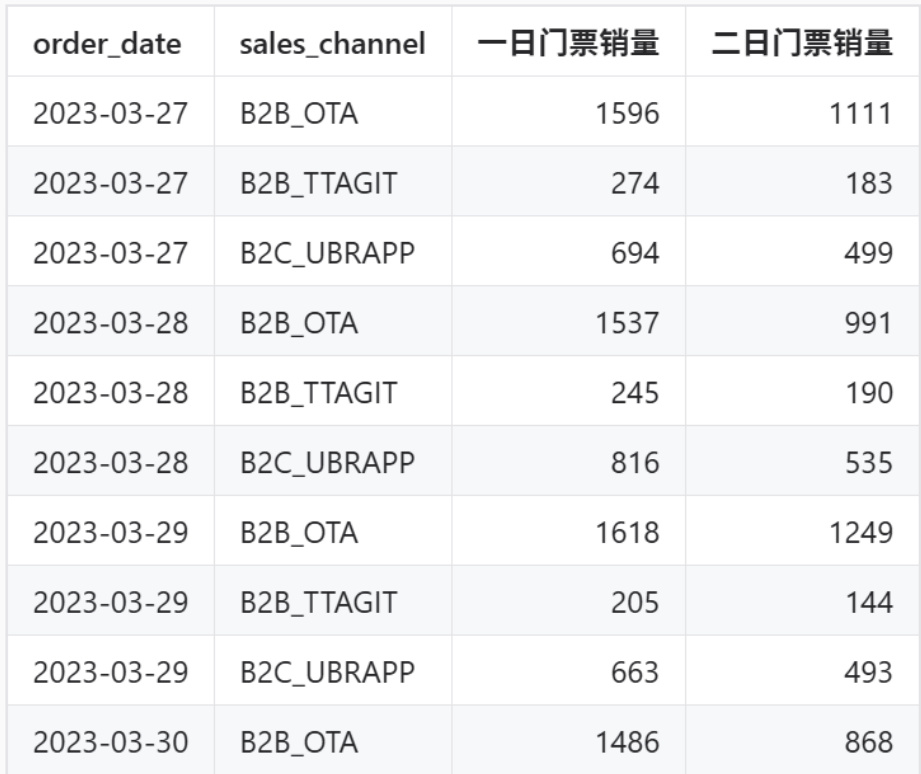 order_date sales_channel 一日门票销量 二日门票销量
2023-03-27 B2B_OTA 1596 1111
2023-03-27 B2B_TTAGIT 274 183
2023-03-27 B2C_UBRAPP 694 499
2023-03-28 B2B_OTA 1537 991
2023-03-28 B2B_TTAGIT 245 190
2023-03-28 B2C_UBRAPP 816 535
2023-03-29 B2B_OTA 1618 1249
2023-03-29 B2B_TTAGIT 205 144
2023-03-29 B2C_UBRAPP 663 493
2023-03-30 B2B_OTA 1486 868